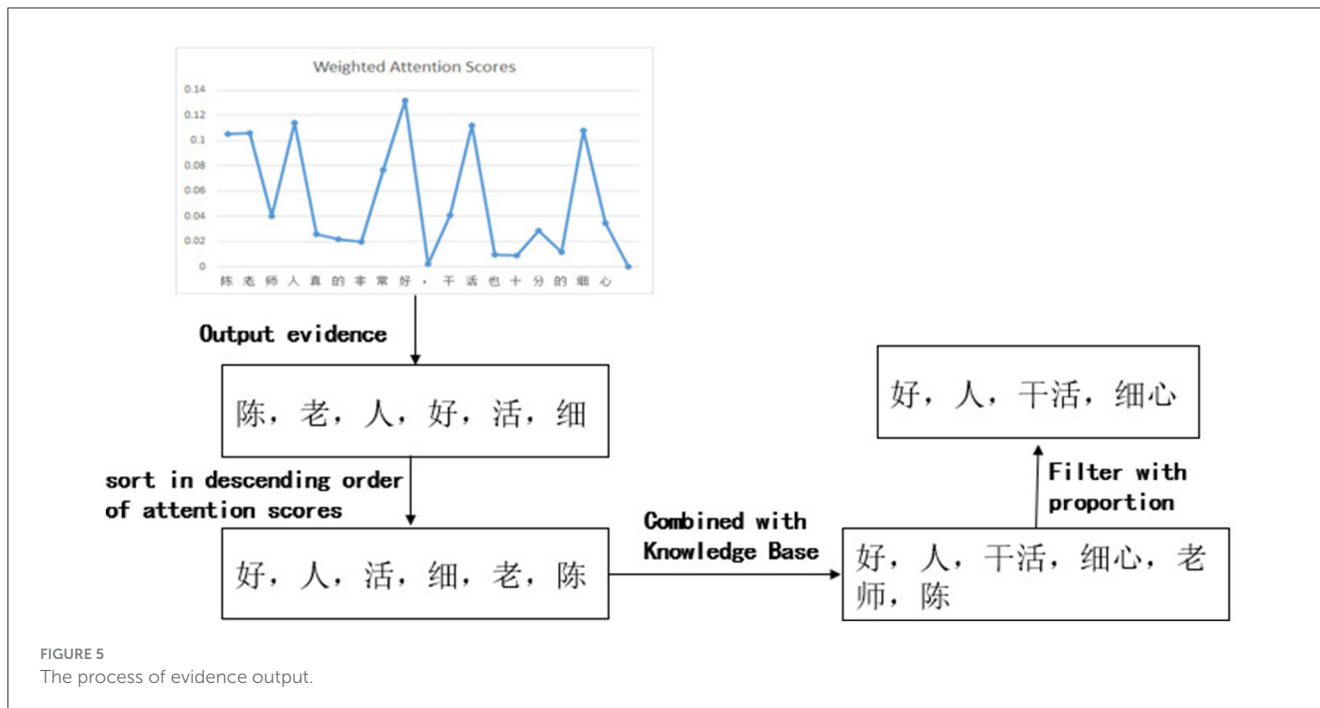 Weighted Attention Scores
0.14
0.12
0.1
0.08
0.06
0.04
0.02
0
陈 老 师 人 真 的 非 常 好 ， 干 活 也 十 分 的 细 心
Output evidence
陈，老，人，好，活，细
sort in descending order
of attention scores
好，人，活，细，老，陈
Combined with
Knowledge Base
好，人，干活，细心，老
师，陈
Filter with
proportion
好，人，干活，细心
FIGURE 5
The process of evidence output.